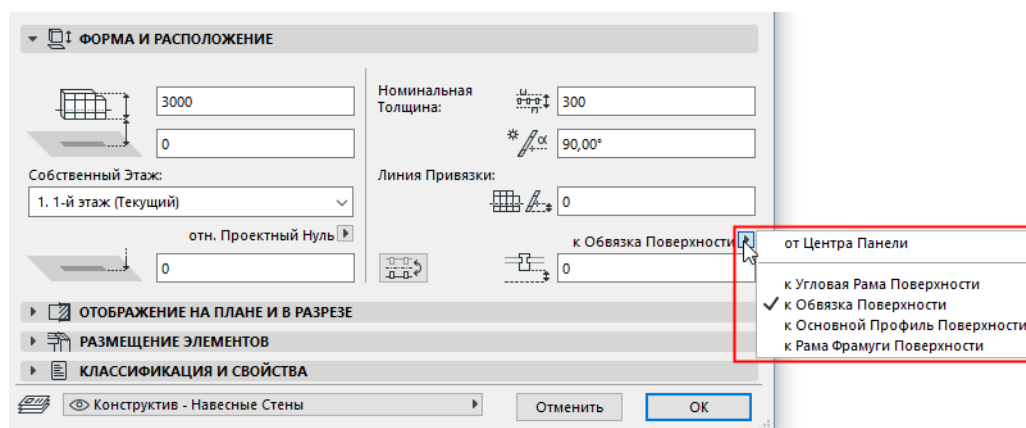 ФОРМА И РАСПОЛОЖЕНИЕ
3000
0
Собственный Этаж:
1. 1-й этаж (Текущий)
отн. Проектный Нуль
0
Номинальная
Толщина:
300
α
90,00°
Линия Привязки:
0
к Обвязка Поверхности
0
от Центра Панели
к Угловая Рама Поверхности
к Обвязка Поверхности
к Основной Профиль Поверхности
к Рама Фрамуги Поверхности
ОТОБРАЖЕНИЕ НА ПЛАНЕ И В РАЗРЕЗЕ
РАЗМЕЩЕНИЕ ЭЛЕМЕНТОВ
КЛАССИФИКАЦИЯ И СВОЙСТВА
Конструктив - Навесные Стены
Отменить
ОК